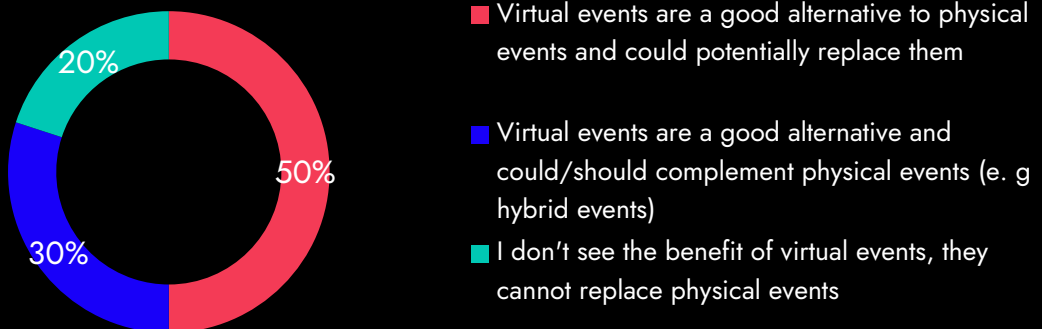 20%
50%
30%
Virtual events are a good alternative to physical
events and could potentially replace them
Virtual events are a good alternative and
could/should complement physical events (e. g
hybrid events)
I don't see the benefit of virtual events, they
cannot replace physical events